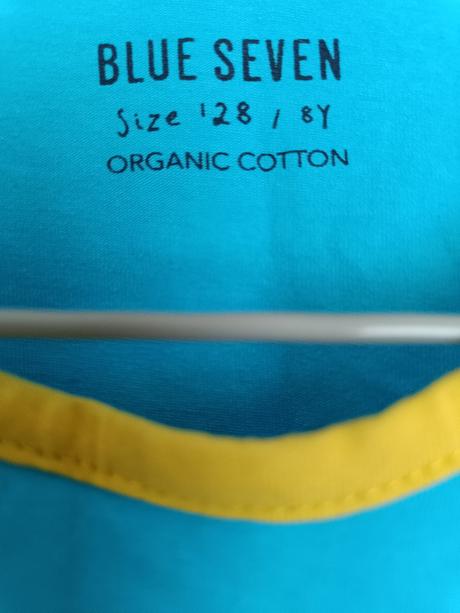 BLUE SEVEN
Size 128 / 8Y
ORGANIC COTTON